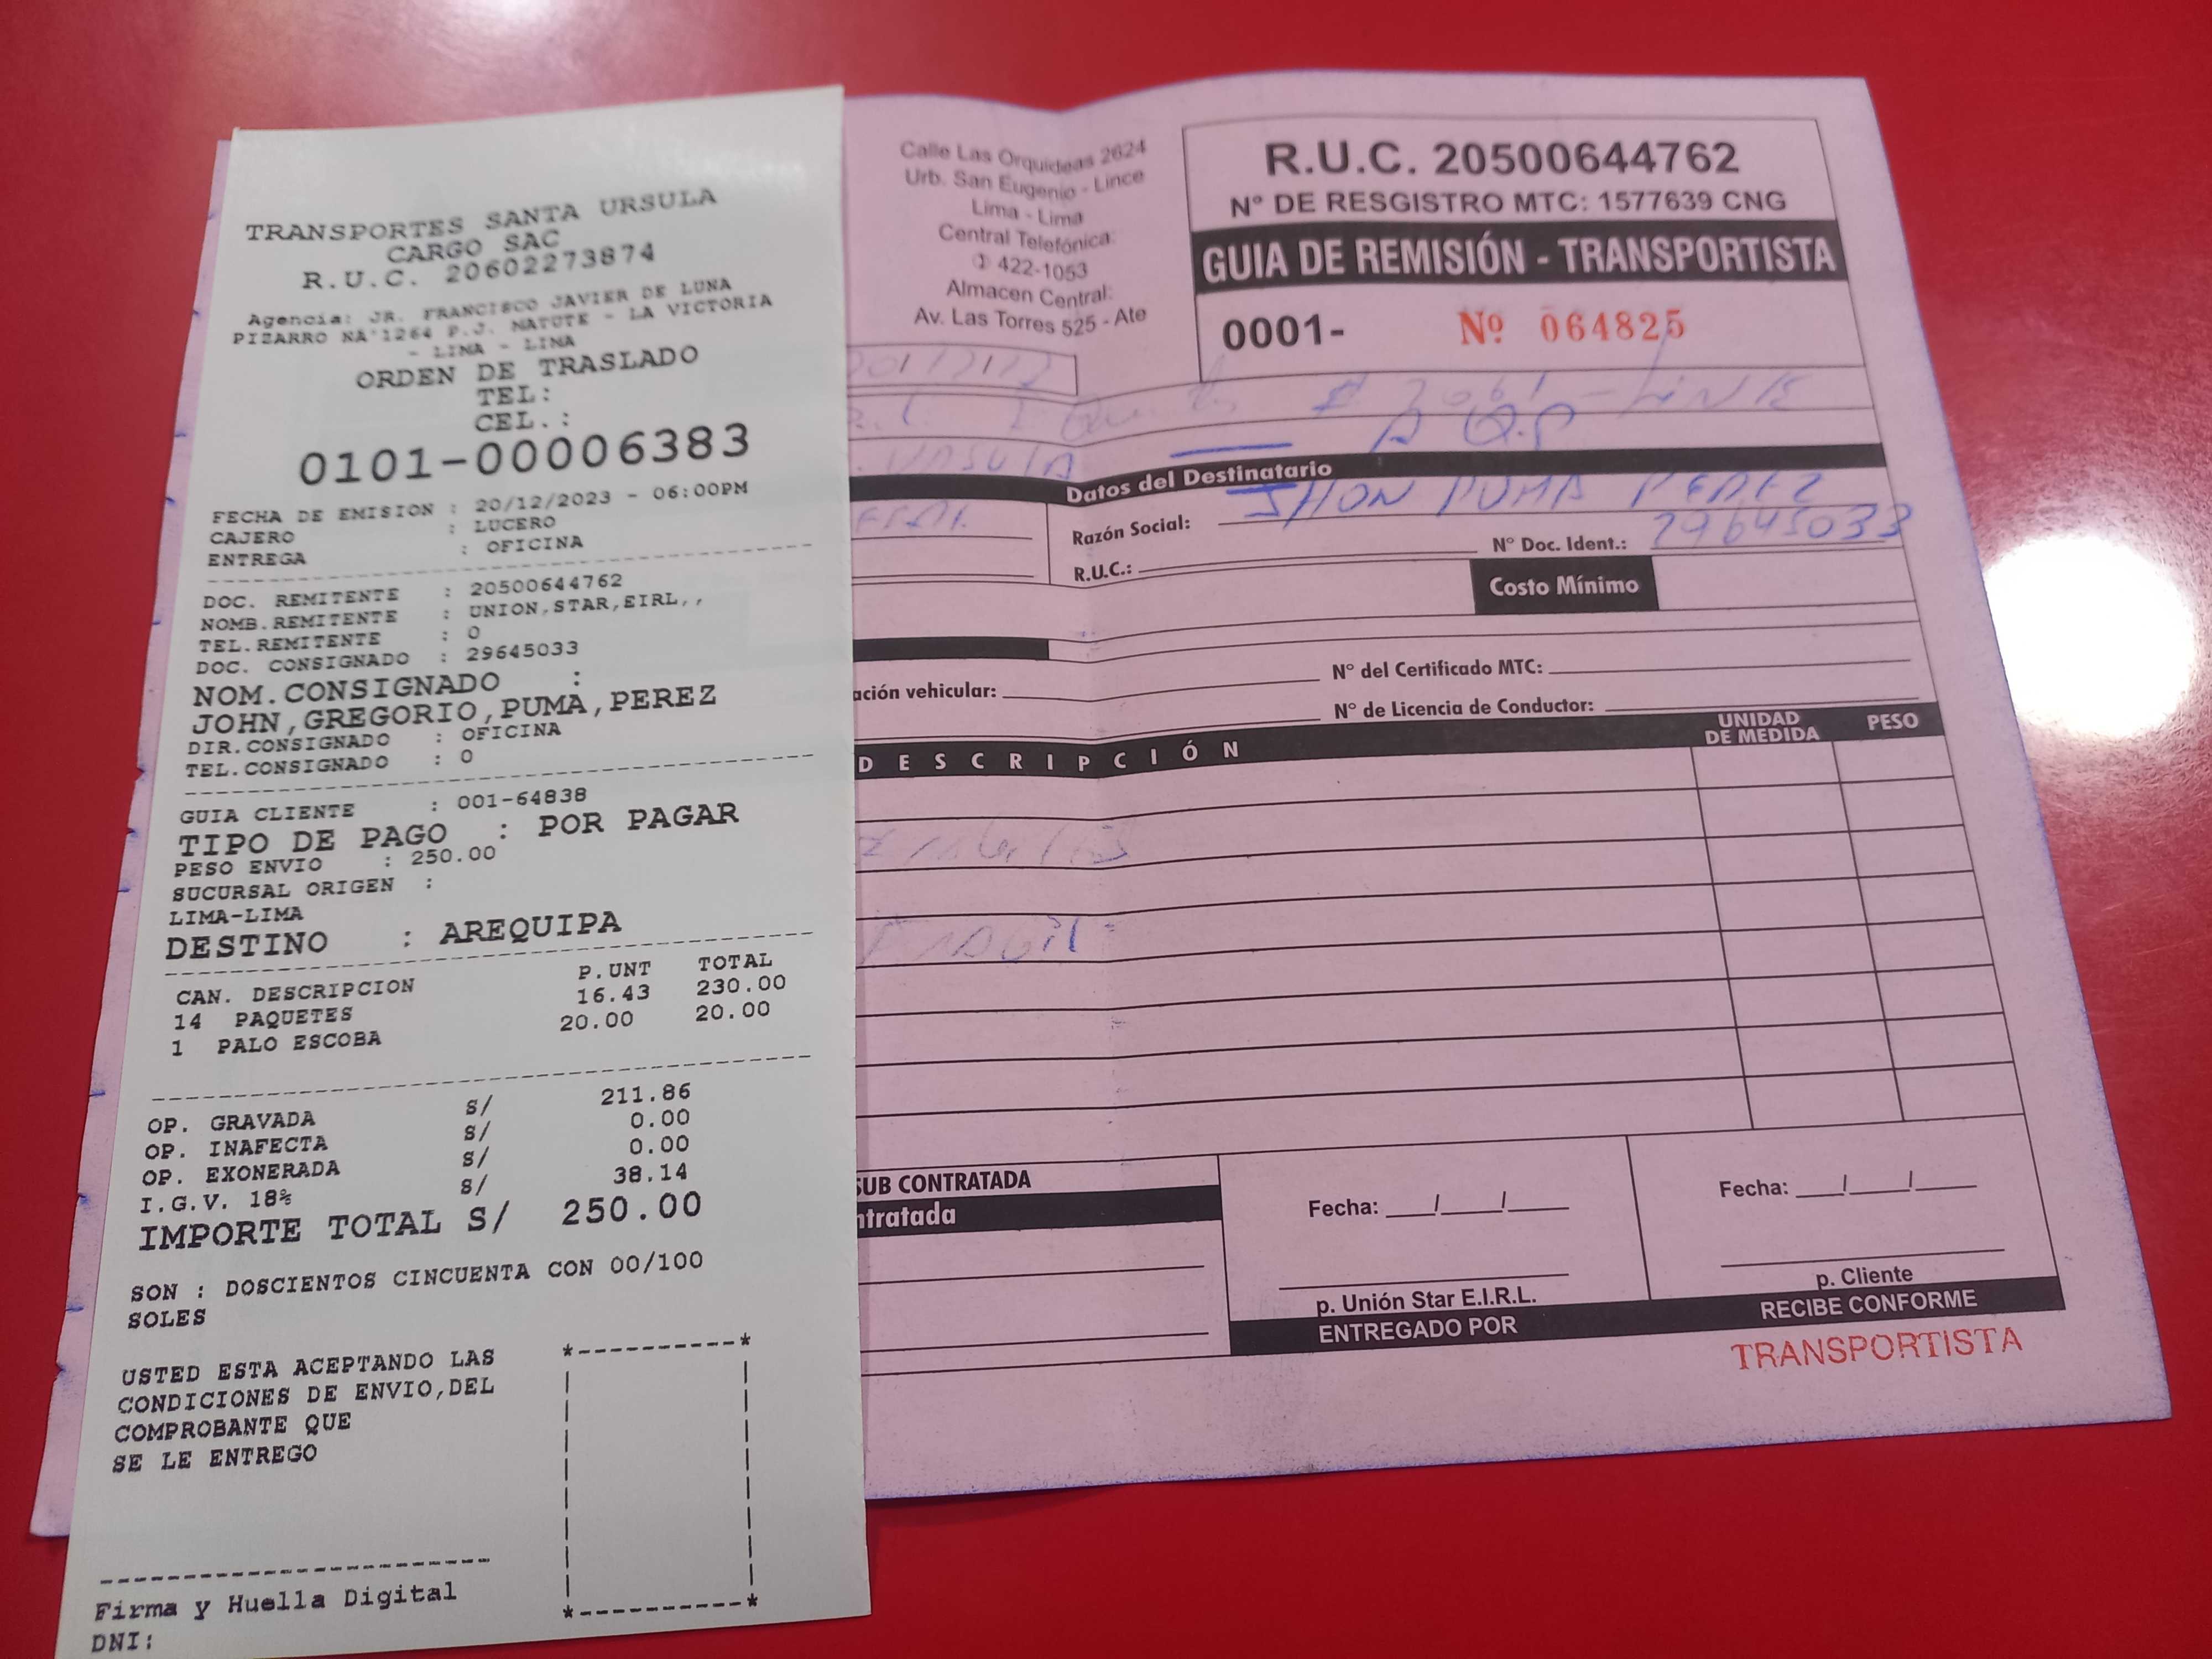 TRANSPORTES SANTA URSULA
CARGO SAC
R.U.C. 20602273874
Agencia: JR. FRANCISCO JAVIER DE LUNA
PIZARRO NA°1264 P.J. MATUTE - LA VICTORIA
- LIMA - LIMA
ORDEN DE TRASLADO
TEL:
CEL.:
0101-00006383
FECHA DE EMISION : 20/12/2023 - 06:00PM
CAJERO : LUCERO
ENTREGA : OFICINA
DOC. REMITENTE : 20500644762
NOMB.REMITENTE : UNION,STAR,EIRL,,
TEL.REMITENTE : 0
DOC. CONSIGNADO : 29645033
NOM.CONSIGNADO :
JOHN,GREGORIO,PUMA,PEREZ
DIR.CONSIGNADO : OFICINA
TEL.CONSIGNADO : 0
GUIA CLIENTE : 001-64838
TIPO DE PAGO : POR PAGAR
PESO ENVIO : 250.00
SUCURSAL ORIGEN :
LIMA-LIMA
DESTINO : AREQUIPA
CAN. DESCRIPCION P.UNT TOTAL
14 PAQUETES 16.43 230.00
1 PALO ESCOBA 20.00 20.00
OP. GRAVADA S/ 211.86
OP. INAFECTA S/ 0.00
OP. EXONERADA S/ 0.00
I.G.V. 18% S/ 38.14
IMPORTE TOTAL S/ 250.00
SON : DOSCIENTOS CINCUENTA CON 00/100
SOLES
USTED ESTA ACEPTANDO LAS
CONDICIONES DE ENVIO,DEL
COMPROBANTE QUE
SE LE ENTREGO
Firma y Huella Digital
DNI:
Calle Las Orquideas 2624
Urb. San Eugenio - Lince
Lima - Lima
Central Telefónica:
422-1053
Almacen Central:
Av. Las Torres 525 - Ate
R.U.C. 20500644762
N° DE RESGISTRO MTC: 1577639 CNG
GUIA DE REMISIÓN - TRANSPORTISTA
0001- Nº 064825
URSULA
Datos del Destinatario
Razón Social: JHON PUMA PEREZ
N° Doc. Ident.: 29645033
R.U.C.:
Costo Mínimo
ación vehicular: N° del Certificado MTC:
N° de Licencia de Conductor:
DESCRIPCIÓN UNIDAD DE MEDIDA PESO
SUB CONTRATADA
ntratada
Fecha: __/__/__ Fecha: __/__/__
p. Unión Star E.I.R.L. p. Cliente
ENTREGADO POR RECIBE CONFORME
TRANSPORTISTA